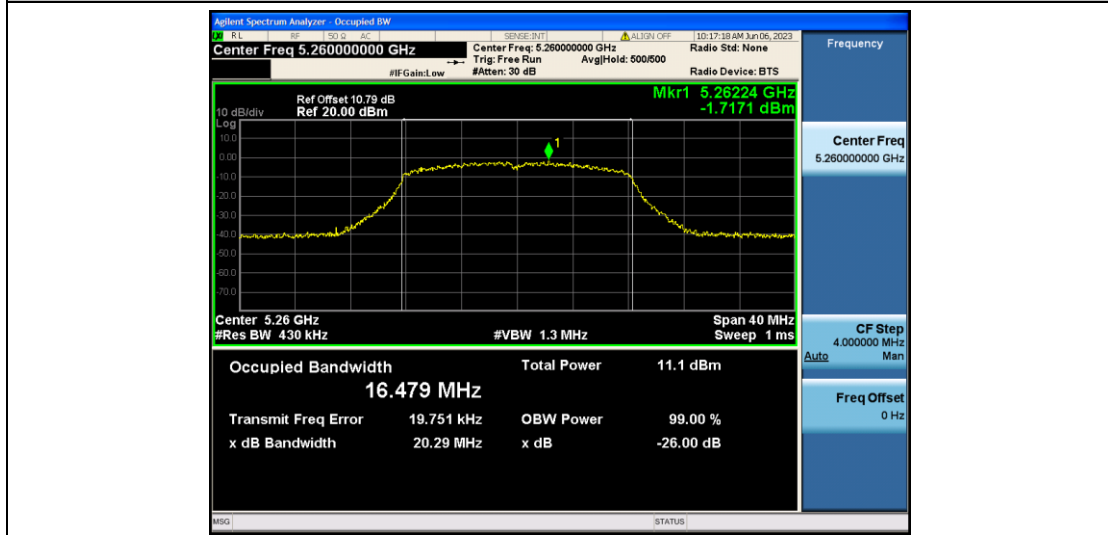 Agilent Spectrum Analyzer - Occupied BW
RL RF 50 Ω AC SENSE:INT ALIGN OFF 10:17:18 AM Jun 06, 2023
Center Freq 5.260000000 GHz Center Freq: 5.260000000 GHz Radio Std: None Frequency
Trig: Free Run Avg|Hold: 500/500
#IFGain:Low #Atten: 30 dB Radio Device: BTS
Mkr1 5.26224 GHz
Ref Offset 10.79 dB -1.7171 dBm
10 dB/div Ref 20.00 dBm
Log
10.0
1
Center Freq
5.260000000 GHz
0.00
-10.0
-20.0
-30.0
-40.0
-50.0
-60.0
-70.0
Center 5.26 GHz Span 40 MHz
#Res BW 430 kHz #VBW 1.3 MHz Sweep 1 ms
CF Step
4.000000 MHz
Auto Man
Occupied Bandwidth Total Power 11.1 dBm
16.479 MHz
Freq Offset
0 Hz
Transmit Freq Error 19.751 kHz OBW Power 99.00 %
x dB Bandwidth 20.29 MHz x dB -26.00 dB
MSG STATUS